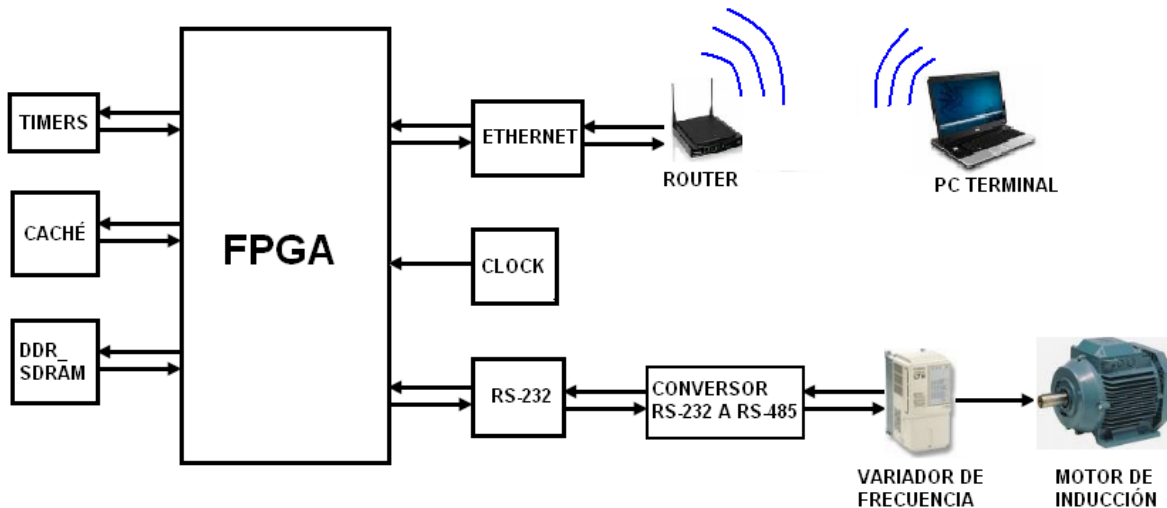 TIMERS
CACHÉ
DDR_
SDRAM
FPGA
ETHERNET
CLOCK
RS-232
ROUTER
PC TERMINAL
CONVERSOR
RS-232 A RS-485
VARIADOR DE
FRECUENCIA
MOTOR DE
INDUCCIÓN